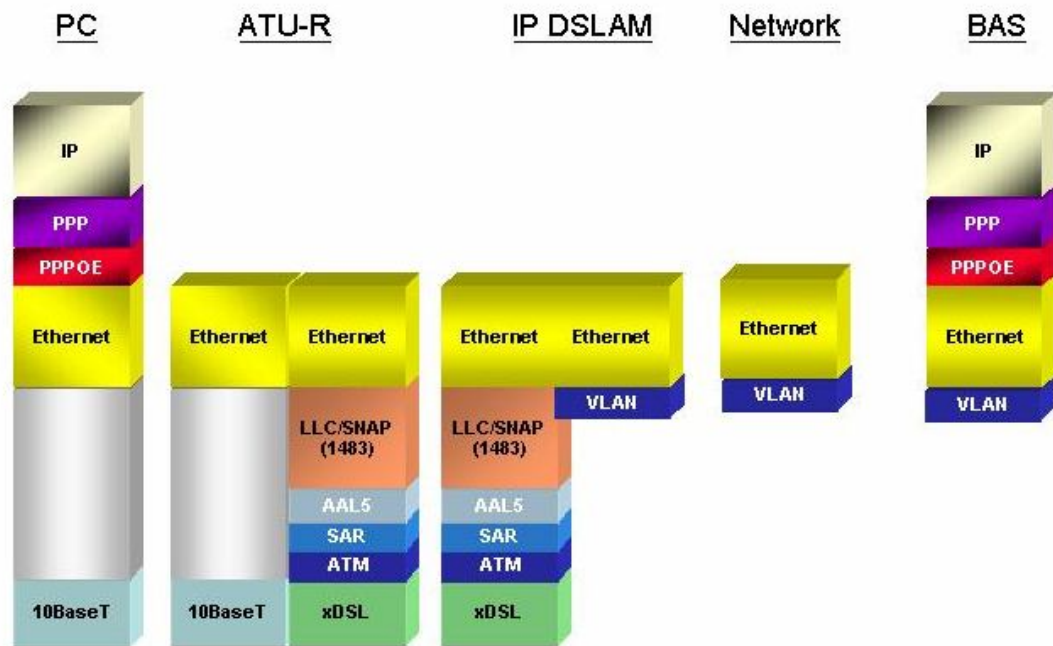 PC
ATU-R
IP DSLAM
Network
BAS
IP
PPP
PPPOE
Ethernet
10BaseT
Ethernet
10BaseT
Ethernet
LLC/SNAP
(1483)
AAL5
SAR
ATM
xDSL
Ethernet
LLC/SNAP
(1483)
AAL5
SAR
ATM
xDSL
Ethernet
VLAN
Ethernet
VLAN
IP
PPP
PPPOE
Ethernet
VLAN